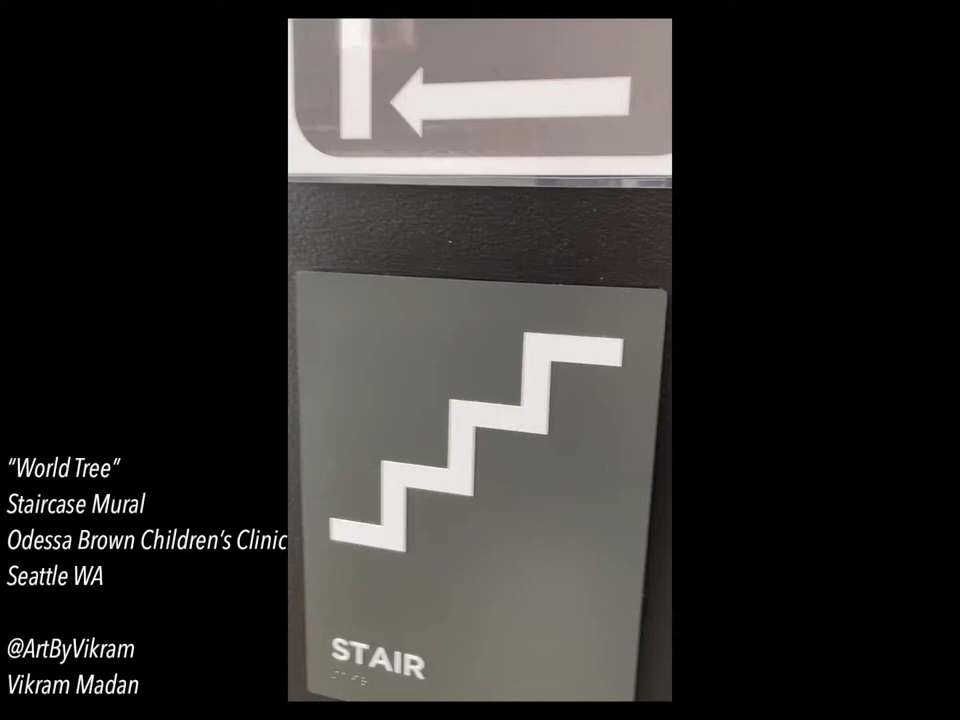 “World Tree”
Staircase Mural
Odessa Brown Children’s Clinic
Seattle WA
@ArtByVikram
Vikram Madan
STAIR